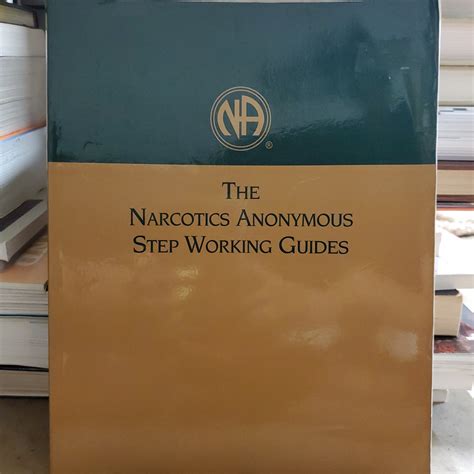 NA
®
THE
NARCOTICS ANONYMOUS
STEP WORKING GUIDES